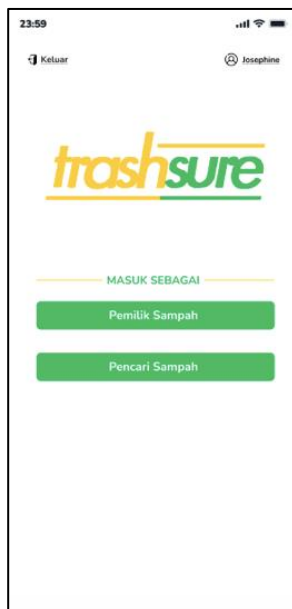 23:59
Keluar
Josephine
trashsure
MASUK SEBAGAI
Pemilik Sampah
Pencari Sampah